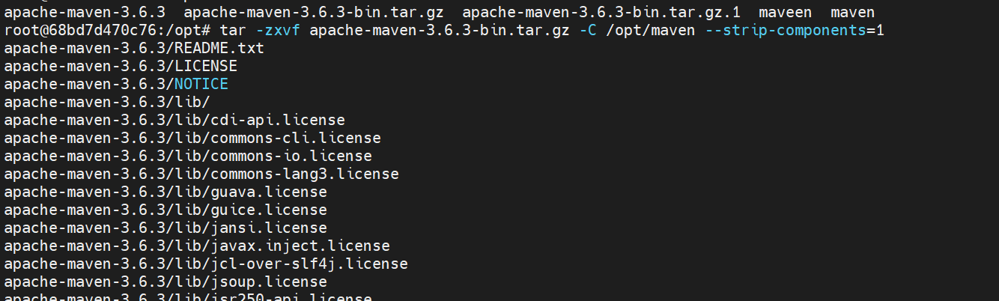 apache-maven-3.6.3  apache-maven-3.6.3-bin.tar.gz  apache-maven-3.6.3-bin.tar.gz.1  maveen  maven
root@68bd7d470c76:/opt# tar -zxvf apache-maven-3.6.3-bin.tar.gz -C /opt/maven --strip-components=1
apache-maven-3.6.3/README.txt
apache-maven-3.6.3/LICENSE
apache-maven-3.6.3/NOTICE
apache-maven-3.6.3/lib/
apache-maven-3.6.3/lib/cdi-api.license
apache-maven-3.6.3/lib/commons-cli.license
apache-maven-3.6.3/lib/commons-io.license
apache-maven-3.6.3/lib/commons-lang3.license
apache-maven-3.6.3/lib/guava.license
apache-maven-3.6.3/lib/guice.license
apache-maven-3.6.3/lib/jansi.license
apache-maven-3.6.3/lib/javax.inject.license
apache-maven-3.6.3/lib/jcl-over-slf4j.license
apache-maven-3.6.3/lib/jsoup.license
apache-maven-3.6.3/lib/jsr250-api.license